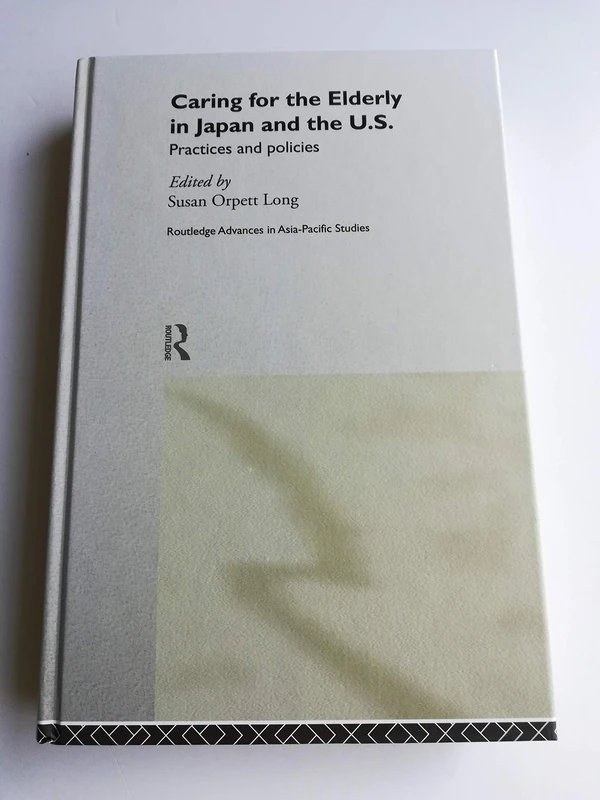 Caring for the Elderly
in Japan and the U.S.
Practices and policies
Edited by
Susan Orpett Long
Routledge Advances in Asia-Pacific Studies
ROUTLEDGE